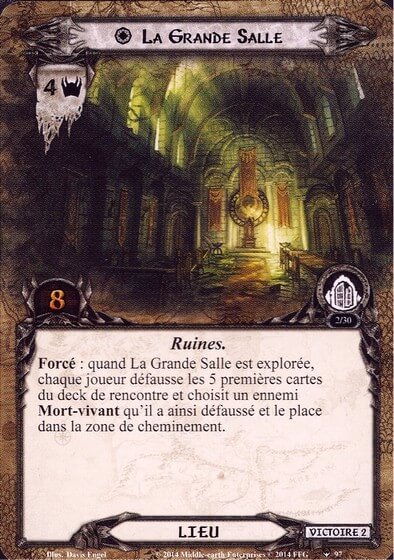 La Grande Salle
4
8
2/30
Ruines.
Forcé : quand La Grande Salle est explorée,
chaque joueur défausse les 5 premières cartes
du deck de rencontre et choisit un ennemi
Mort-vivant qu'il a ainsi défaussé et le place
dans la zone de cheminement.
LIEU
VICTOIRE 2
Illus. Davis Engel
© 2014 Middle-earth Enterprises © 2014 FFG
97